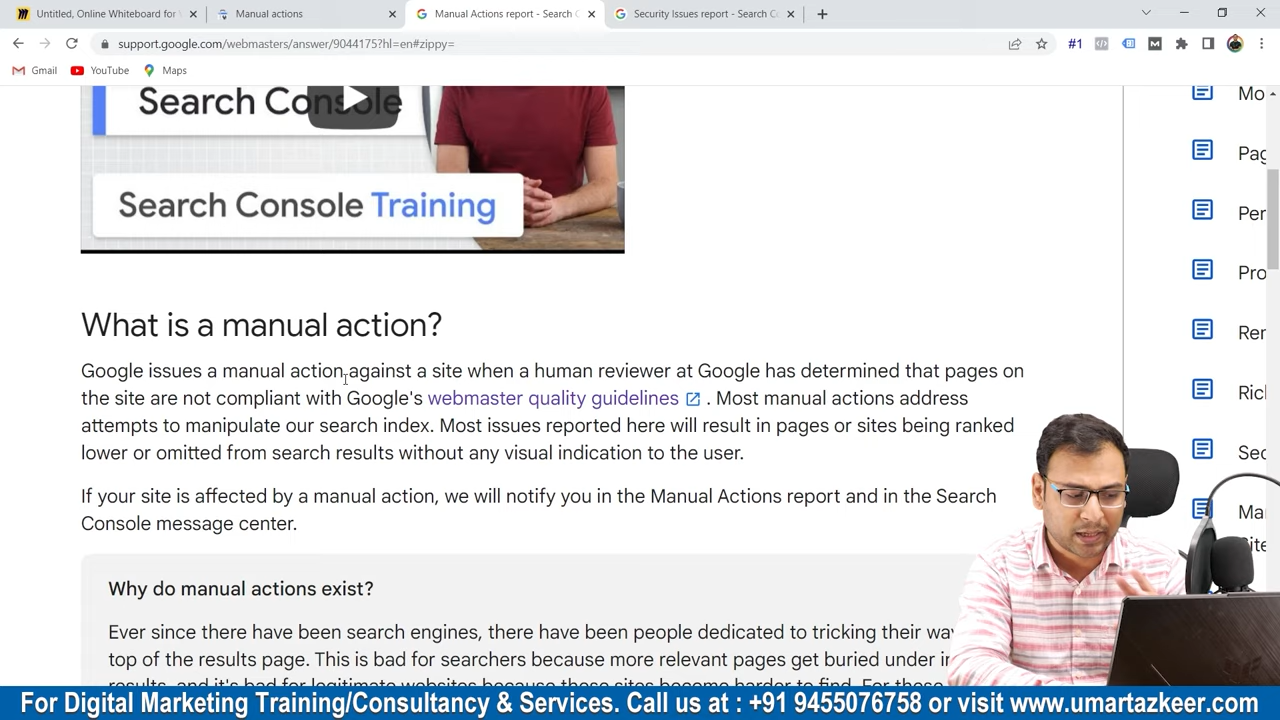 Untitled, Online Whiteboard for
Manual actions
Manual Actions report - Search C
Security Issues report - Search Co
support.google.com/webmasters/answer/9044175?hl=en#zippy=
#1
Gmail
YouTube
Maps
Search Console
Search Console Training
Mo
Pag
Per
Pro
Rer
Ric
Sec
Ma
Site
What is a manual action?
Google issues a manual action against a site when a human reviewer at Google has determined that pages on
the site are not compliant with Google's webmaster quality guidelines . Most manual actions address
attempts to manipulate our search index. Most issues reported here will result in pages or sites being ranked
lower or omitted from search results without any visual indication to the user.
If your site is affected by a manual action, we will notify you in the Manual Actions report and in the Search
Console message center.
Why do manual actions exist?
Ever since there have been search engines, there have been people dedicated to tricking their way
top of the results page. This is bad for searchers because more relevant pages get buried under
For Digital Marketing Training/Consultancy & Services. Call us at : +91 9455076758 or visit www.umartazkeer.com